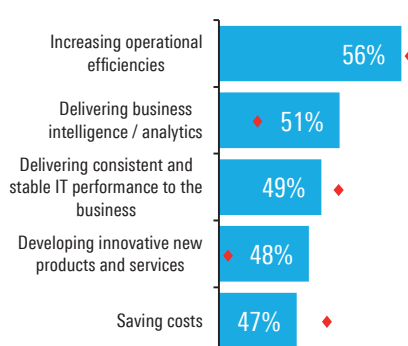 Increasing operational
efficiencies
56%
Delivering business
intelligence / analytics
51%
Delivering consistent and
stable IT performance to the
business
49%
Developing innovative new
products and services
48%
Saving costs
47%